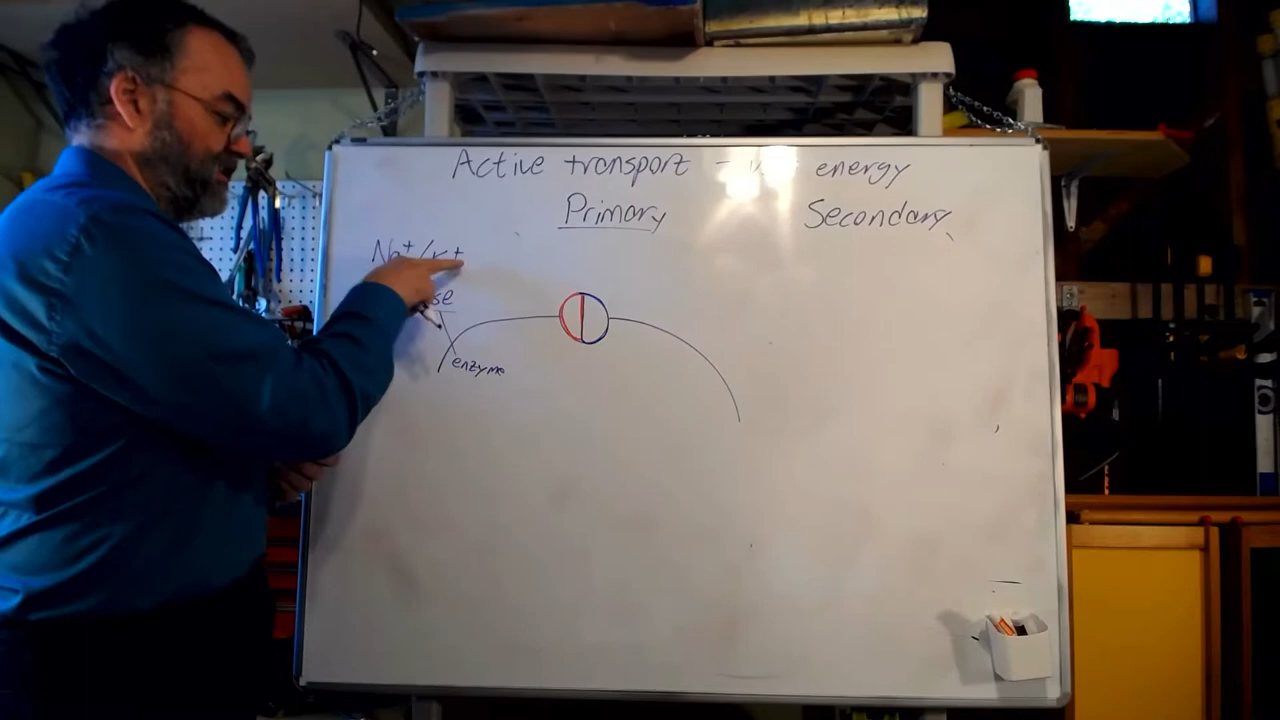 Active transport - energy
Primary Secondary
Na+/K+
se
enzyme